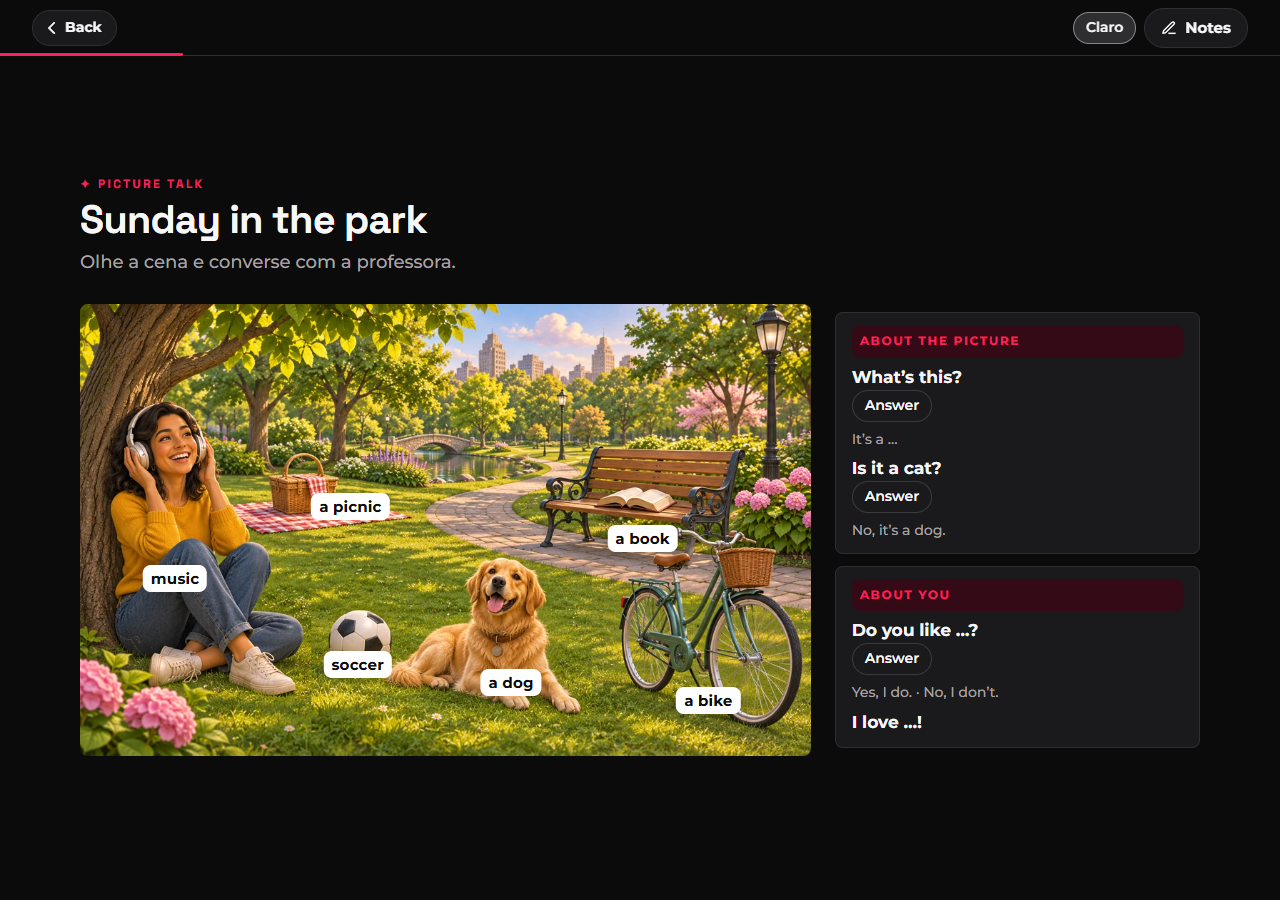 Back
Claro
Notes
✦ PICTURE TALK
Sunday in the park
Olhe a cena e converse com a professora.
a picnic
a book
music
soccer
a dog
a bike
ABOUT THE PICTURE
What’s this?
Answer
It’s a ...
Is it a cat?
Answer
No, it’s a dog.
ABOUT YOU
Do you like ...?
Answer
Yes, I do. · No, I don’t.
I love ...!